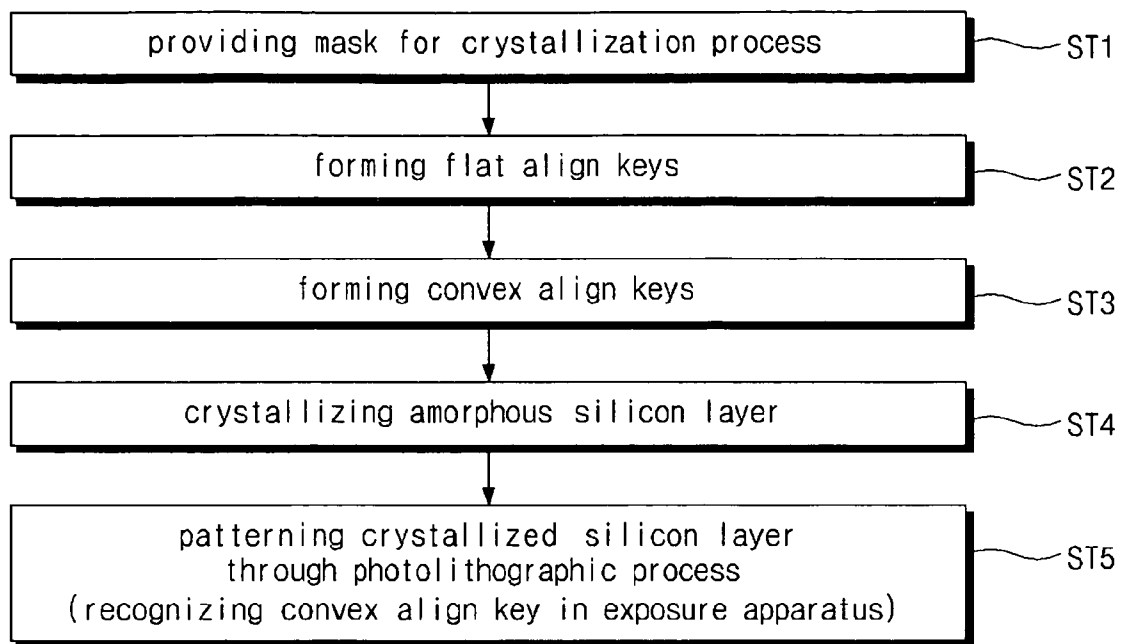 providing mask for crystallization process
ST1
forming flat align keys
ST2
forming convex align keys
ST3
crystallizing amorphous silicon layer
ST4
patterning crystallized silicon layer
through photolithographic process
(recognizing convex align key in exposure apparatus)
ST5